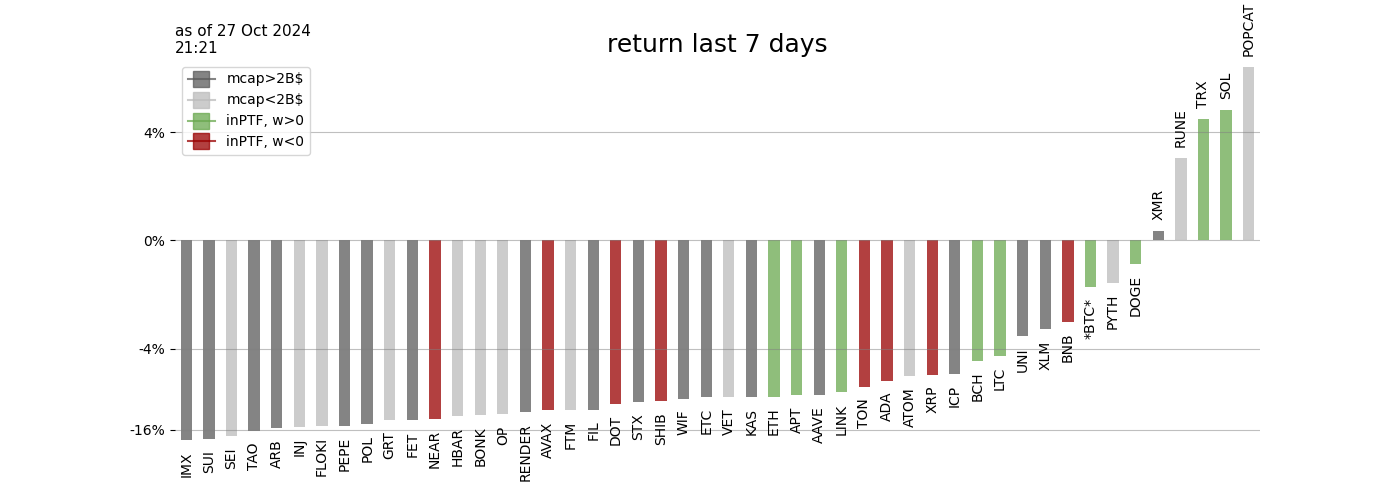 as of 27 Oct 2024
21:21
return last 7 days
mcap>2B$
mcap<2B$
inPTF, w>0
inPTF, w<0
4%
0%
-4%
-16%
IMX
SUI
SEI
TAO
ARB
INJ
FLOKI
PEPE
POL
GRT
FET
NEAR
HBAR
BONK
OP
RENDER
AVAX
FTM
FIL
DOT
STX
SHIB
WIF
ETC
VET
KAS
ETH
APT
AAVE
LINK
TON
ADA
ATOM
XRP
ICP
BCH
LTC
UNI
XLM
BNB
*BTC*
PYTH
DOGE
XMR
RUNE
TRX
SOL
POPCAT